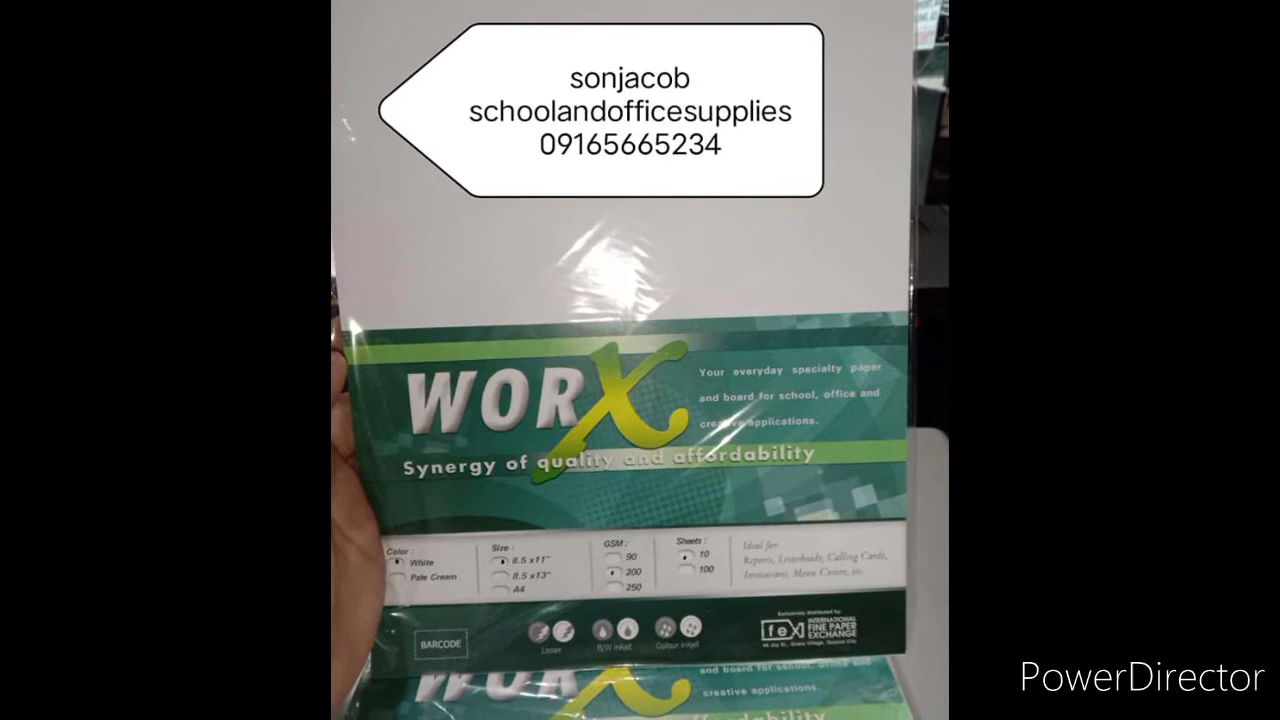 sonjacob
schoolandofficesupplies
09165665234
WORX
Your everyday specialty paper
and board for school, office and
creative applications.
Synergy of quality and affordability
Color :
White
Pale Cream
Size :
8.5 x11"
8.5 x13"
A4
GSM :
90
200
250
Sheets :
10
100
Ideal for:
Reports, Letterheads, Calling Cards,
Invitations, Menu Covers, etc
BARCODE
Laser
B/W inkjet
Colour inkjet
Exclusively distributed by:
fex
INTERNATIONAL
FINE PAPER
EXCHANGE
WORX
and board for school, office and
creative applications.
affordability
PowerDirector